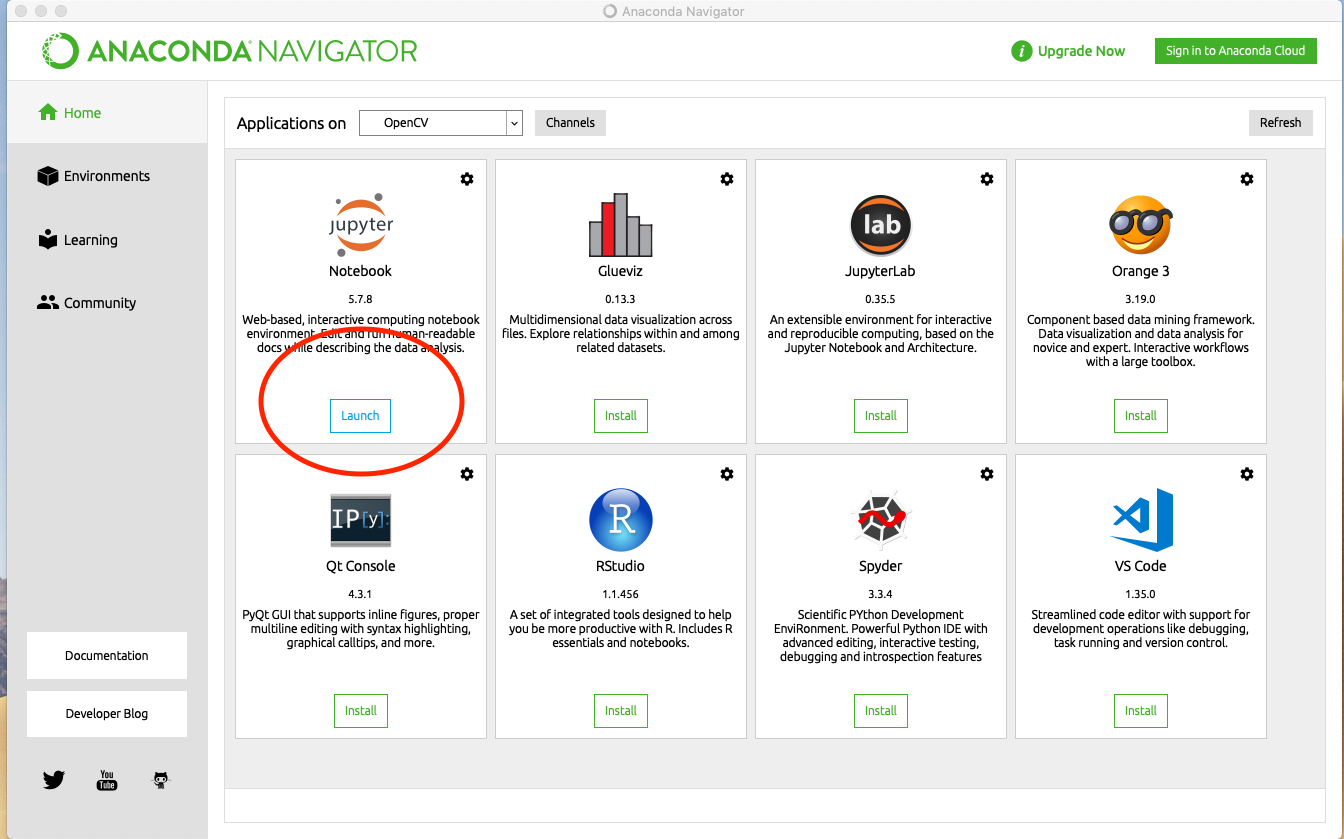 Anaconda Navigator
ANACONDA NAVIGATOR
i Upgrade Now
Sign in to Anaconda Cloud
Home
Environments
Learning
Community
Documentation
Developer Blog
You
Tube
Applications on
OpenCV
Channels
Refresh
jupyter
Notebook
5.7.8
Web-based, interactive computing notebook
environment. Edit and run human-readable
docs while describing the data analysis.
Launch
Glueviz
0.13.3
Multidimensional data visualization across
files. Explore relationships within and among
related datasets.
Install
lab
JupyterLab
0.35.5
An extensible environment for interactive
and reproducible computing, based on the
Jupyter Notebook and Architecture.
Install
Orange 3
3.19.0
Component based data mining framework.
Data visualization and data analysis for
novice and expert. Interactive workflows
with a large toolbox.
Install
IP[y]:
Qt Console
4.3.1
PyQt GUI that supports inline figures, proper
multiline editing with syntax highlighting,
graphical calltips, and more.
Install
R
RStudio
1.1.456
A set of integrated tools designed to help
you be more productive with R. Includes R
essentials and notebooks.
Install
Spyder
3.3.4
Scientific PYthon Development
EnviRonment. Powerful Python IDE with
advanced editing, interactive testing,
debugging and introspection features
Install
VS Code
1.35.0
Streamlined code editor with support for
development operations like debugging,
task running and version control.
Install